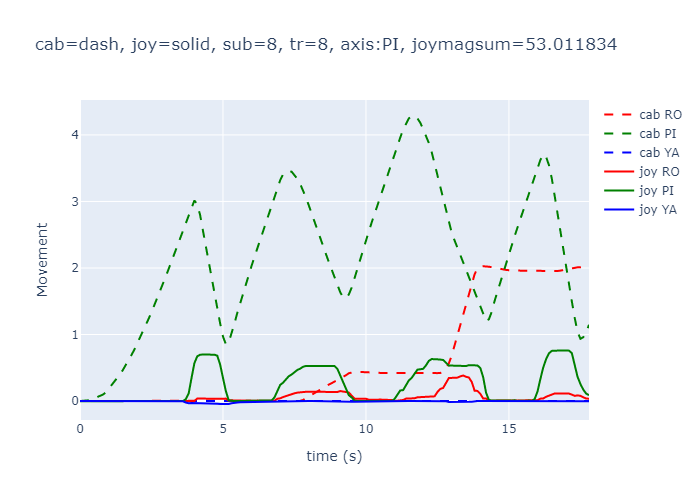 cab=dash, joy=solid, sub=8, tr=8, axis:PI, joymagsum=53.011834
Movement
4
3
2
1
0
0 5 10 15
time (s)
cab RO
cab PI
cab YA
joy RO
joy PI
joy YA